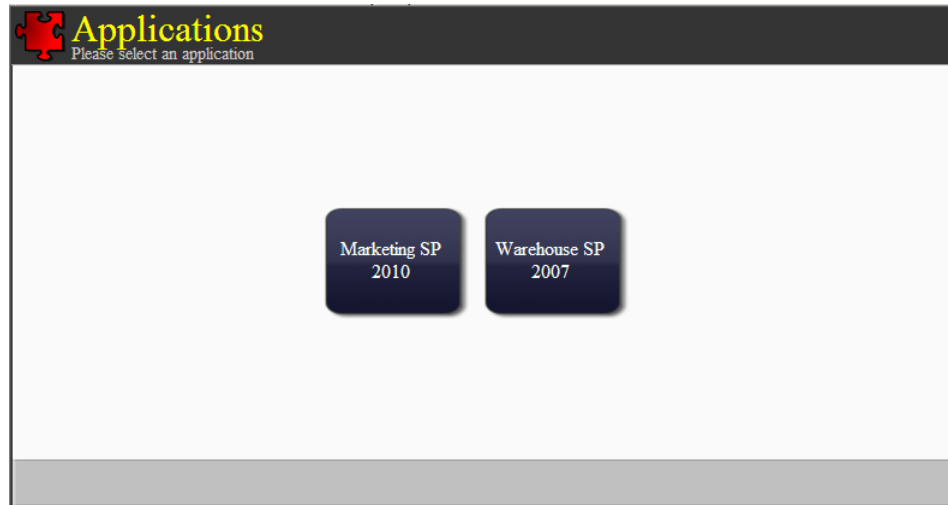 Applications
Please select an application
Marketing SP
2010
Warehouse SP
2007